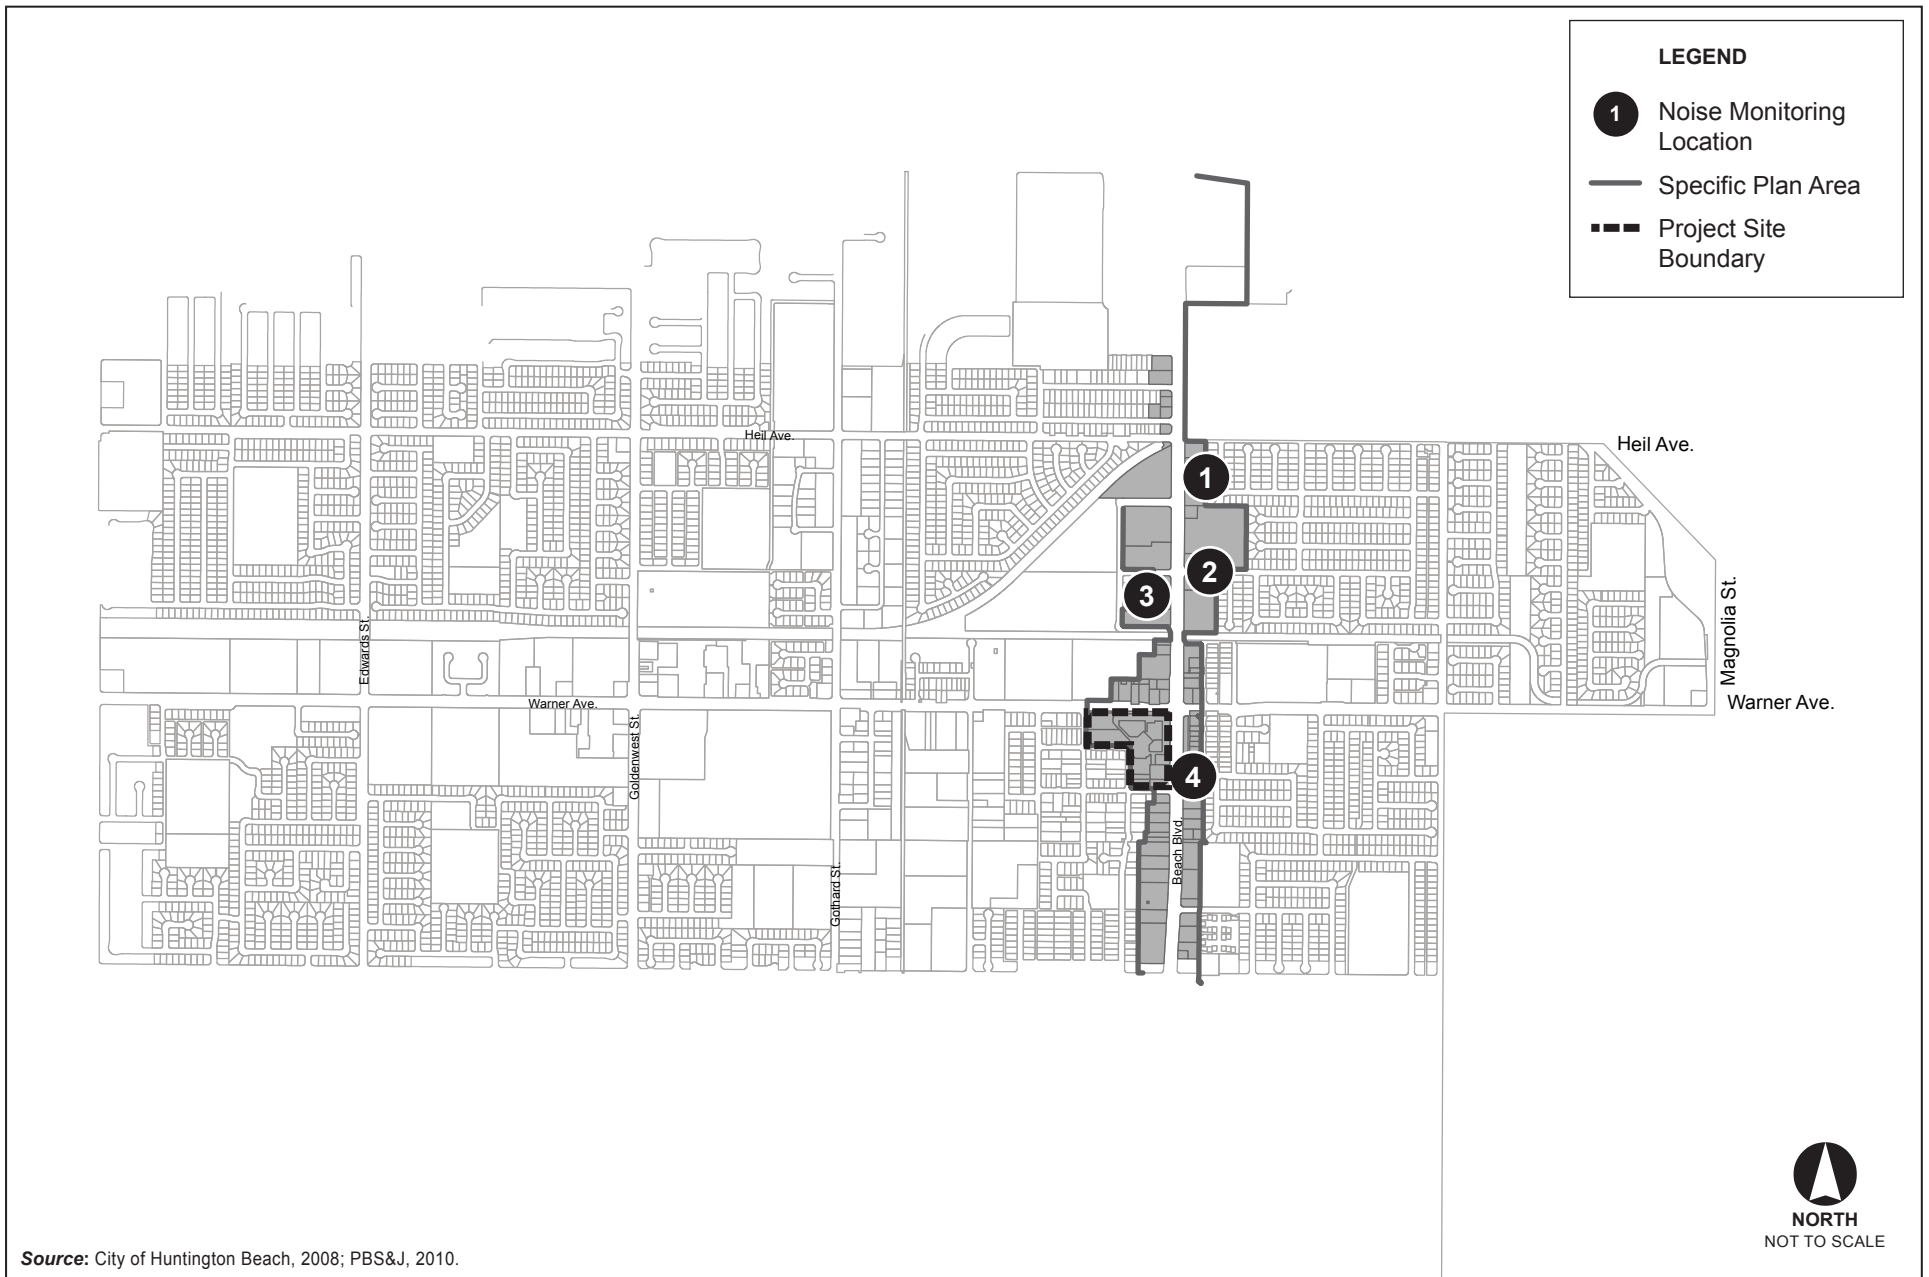 LEGEND
1
Noise Monitoring
Location
Specific Plan Area
Project Site
Boundary
Heil Ave.
Heil Ave.
1
2
3
Edwards St.
Magnolia St.
Warner Ave.
Warner Ave.
Goldenwest St.
4
Beach Blvd.
Gothard St.
NORTH
NOT TO SCALE
Source: City of Huntington Beach, 2008; PBS&J, 2010.